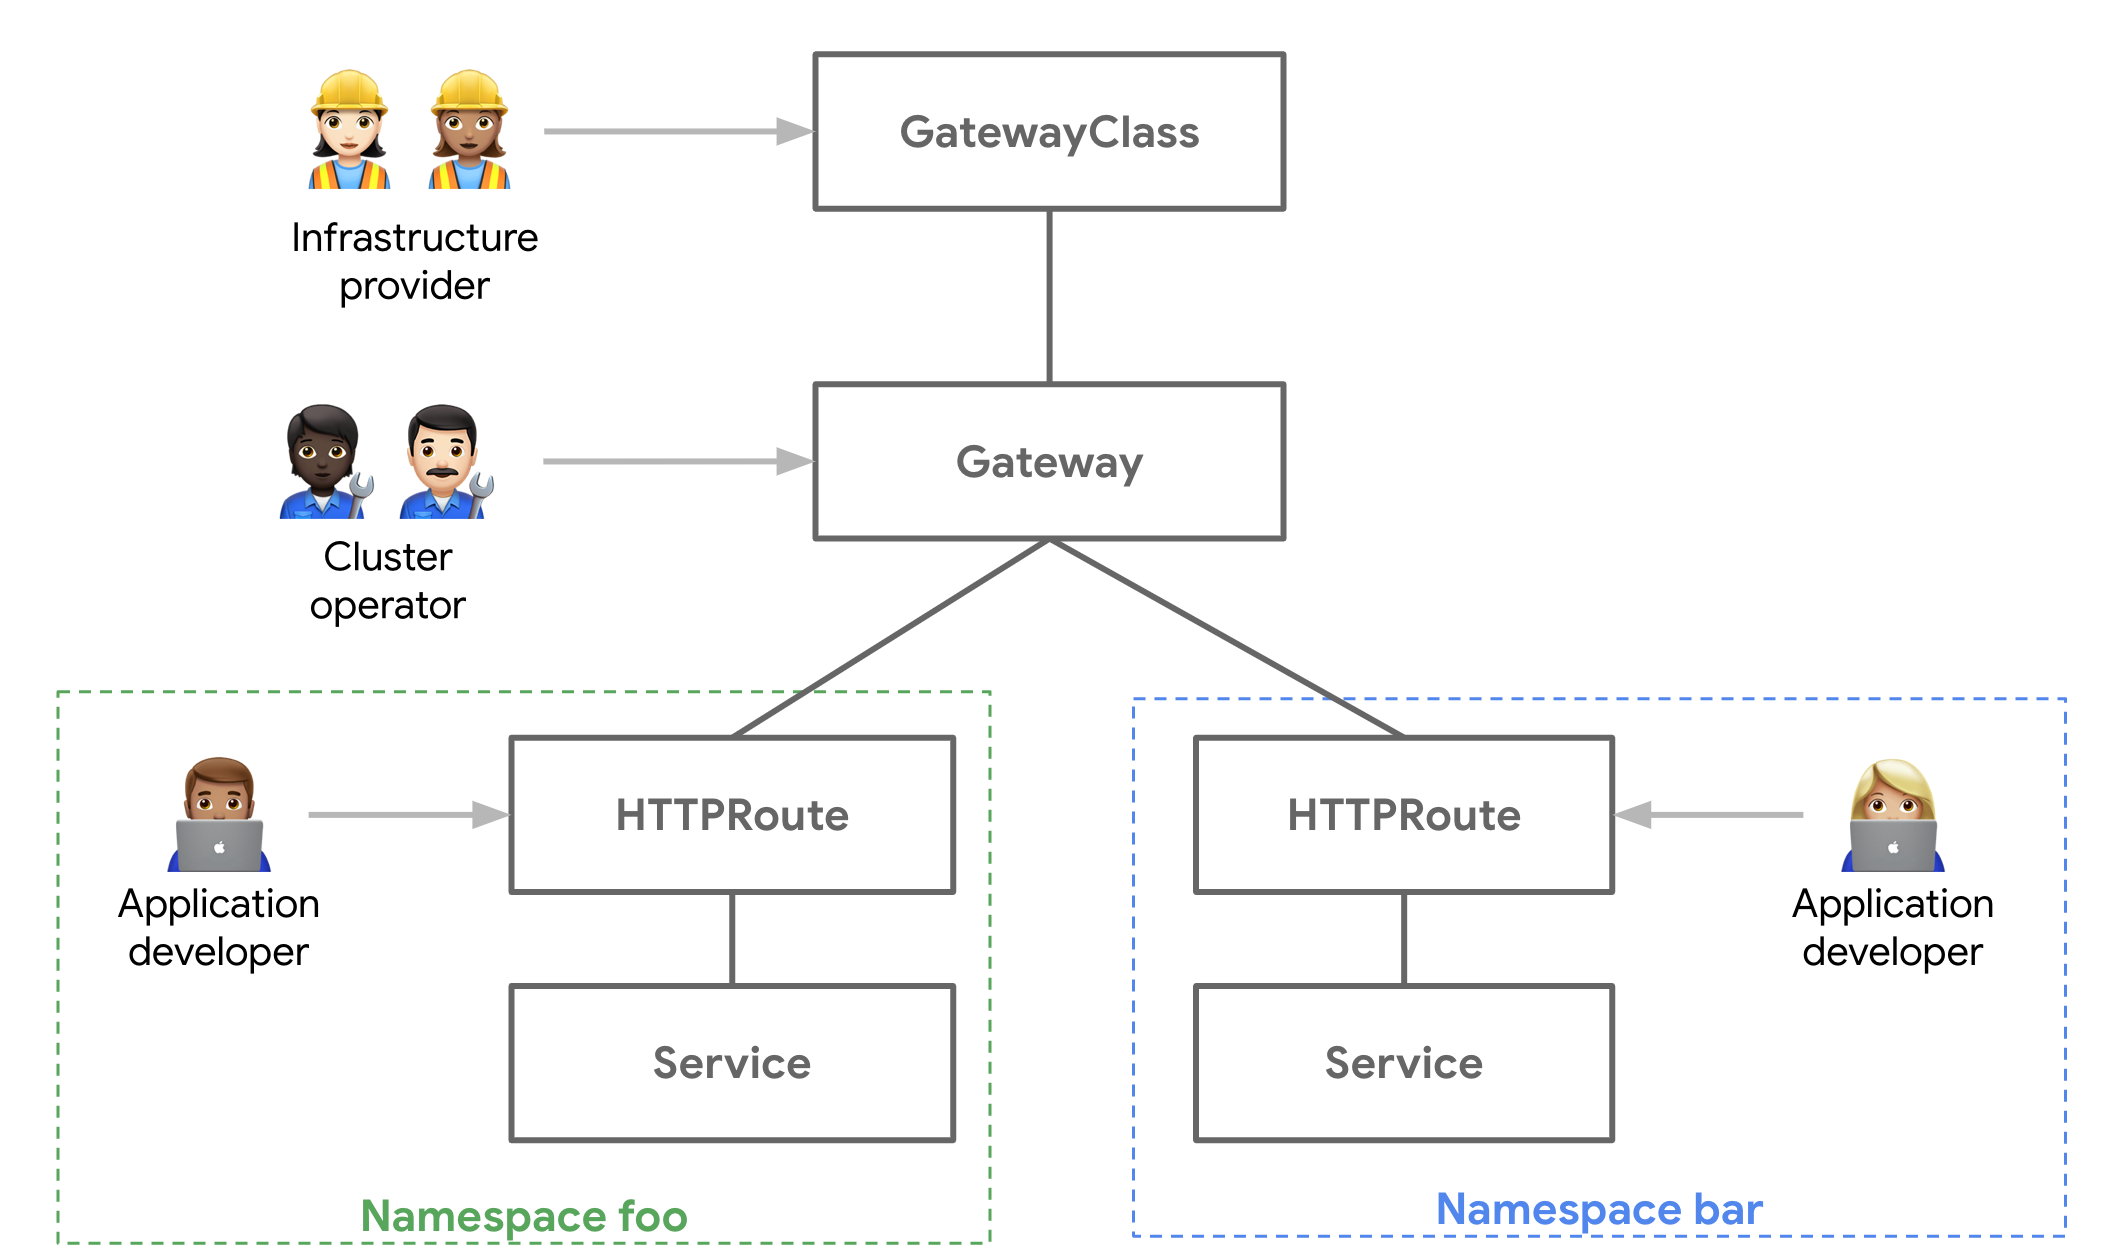 GatewayClass
Infrastructure
provider
Gateway
Cluster
operator
HTTPRoute
Application
developer
Service
Namespace foo
HTTPRoute
Application
developer
Service
Namespace bar